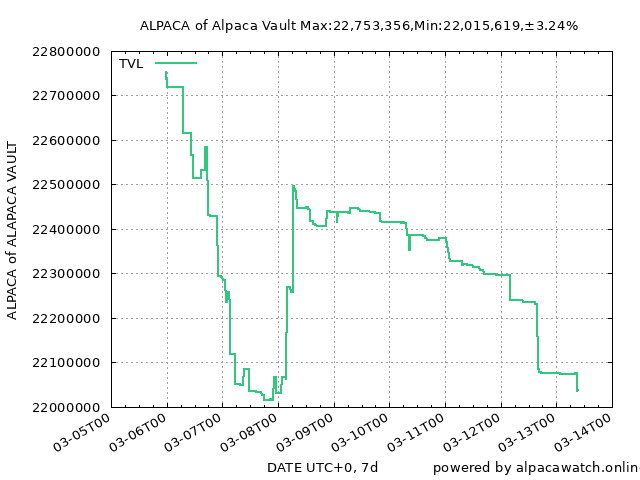 ALPACA of Alpaca Vault Max:22,753,356,Min:22,015,619,±3.24%
TVL
22800000
22700000
22600000
22500000
22400000
22300000
22200000
22100000
22000000
ALPACA of ALAPACA VAULT
03-05T00
03-06T00
03-07T00
03-08T00
03-09T00
03-10T00
03-11T00
03-12T00
03-13T00
03-14T00
DATE UTC+0, 7d
powered by alpacawatch.online